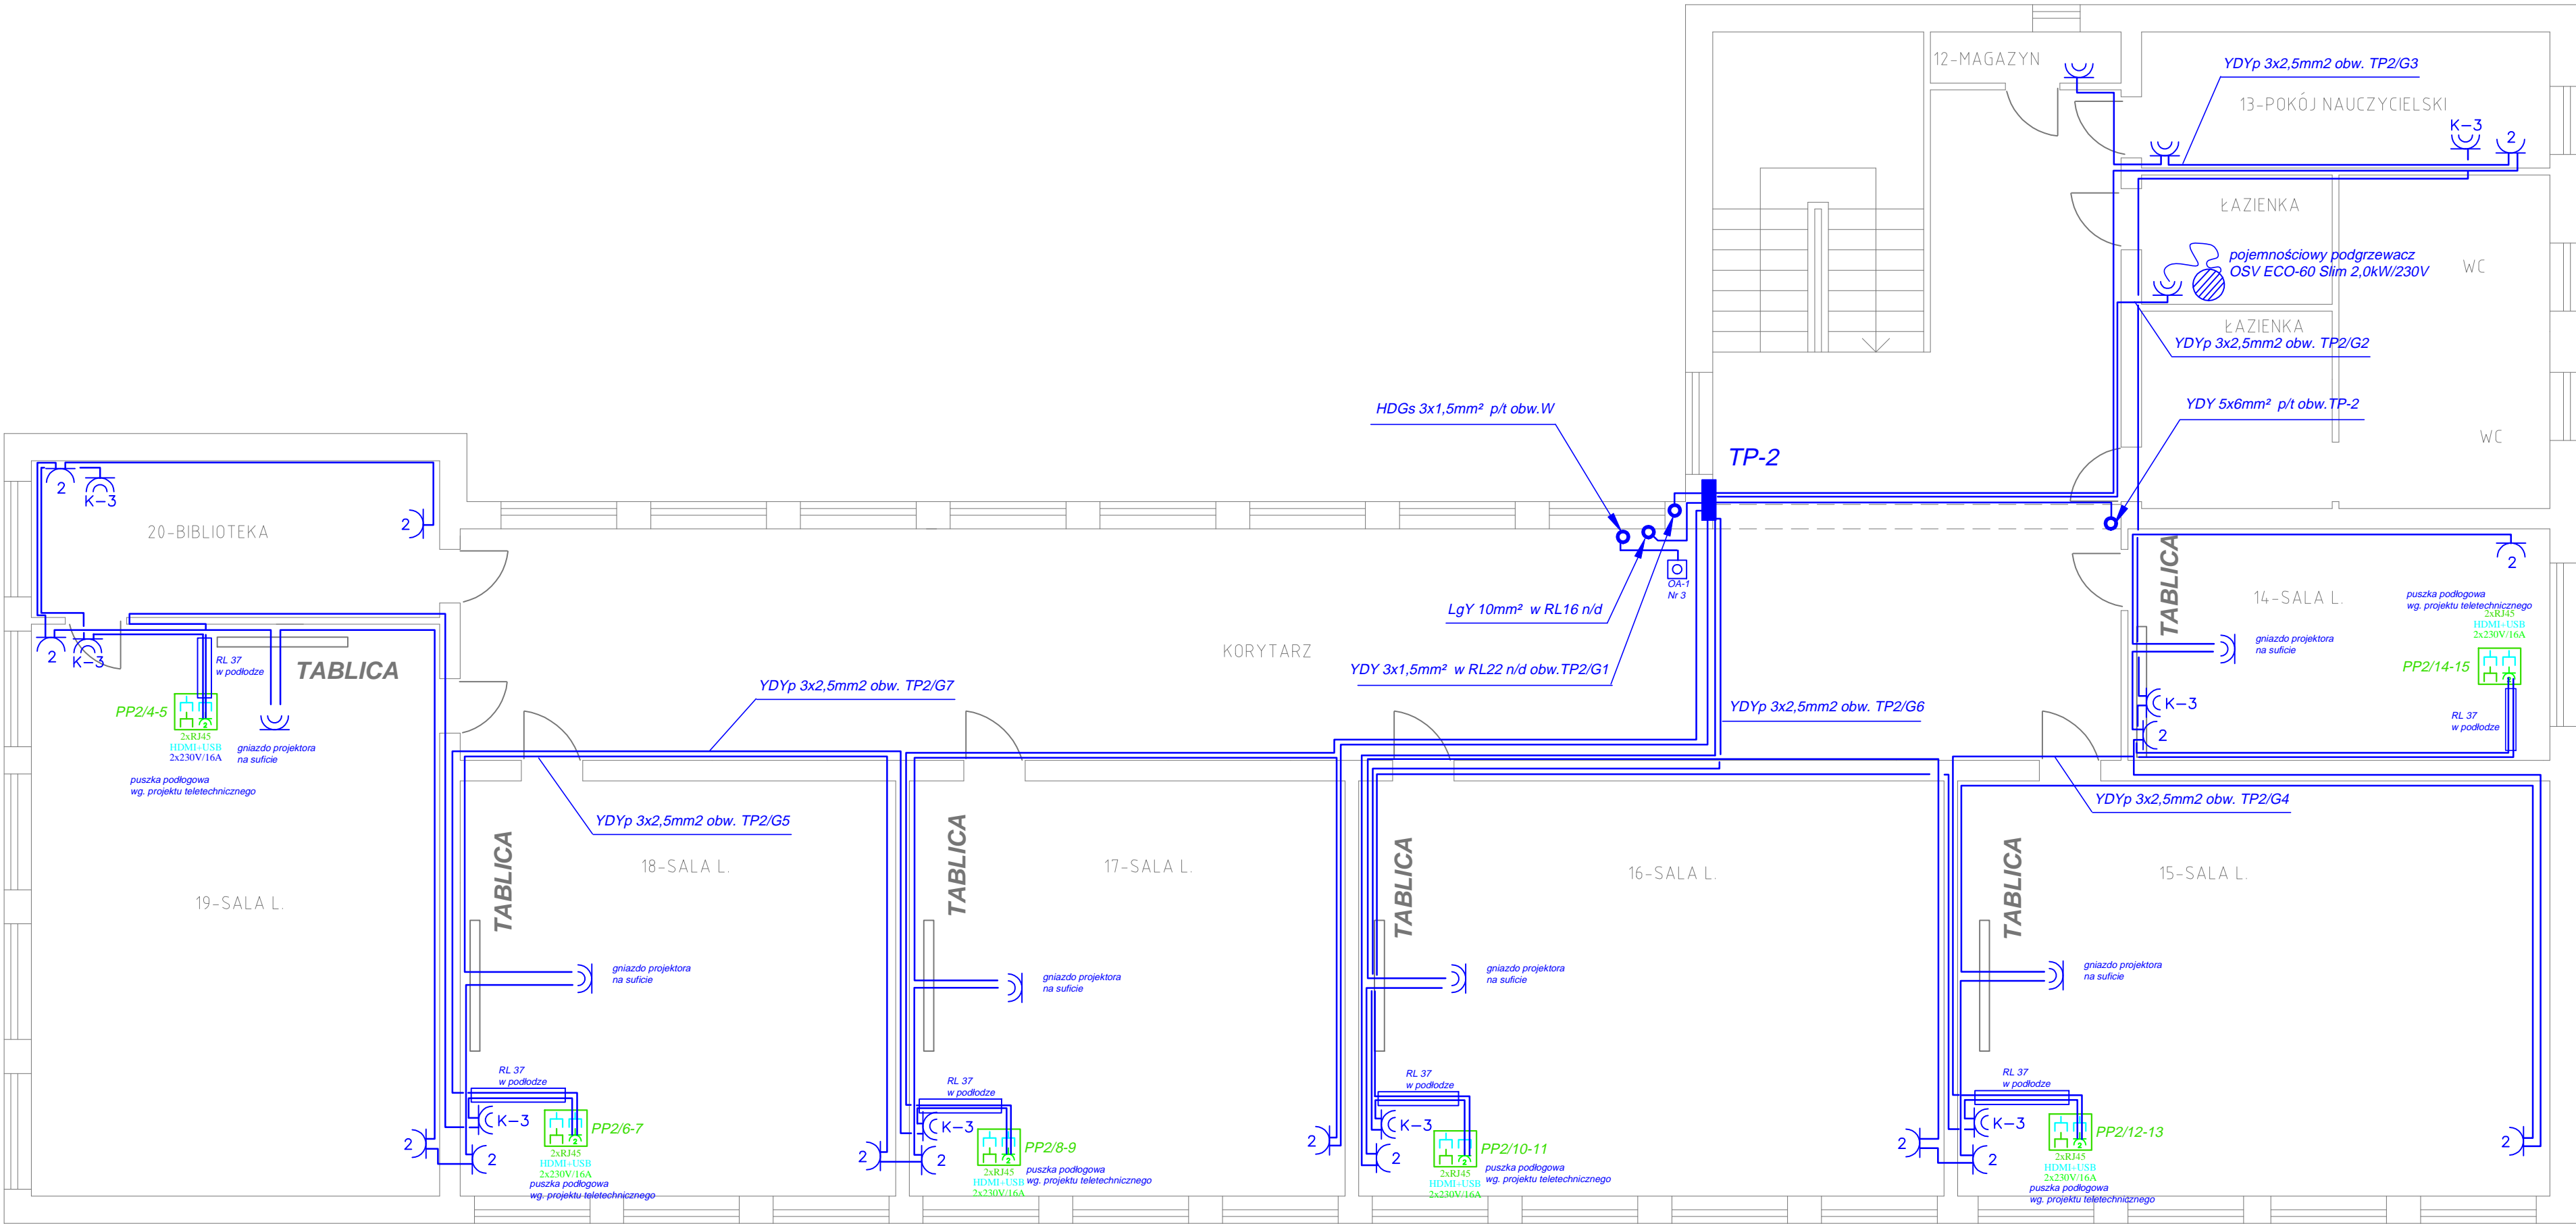 12-MAGAZYN
YDYp 3x2,5mm2 obw. TP2/G3
13-POKÓJ NAUCZYCIELSKI
K-3
2
ŁAZIENKA
pojemnościowy podgrzewacz
OSV ECO-60 Slim 2,0kW/230V
WC
ŁAZIENKA
YDYp 3x2,5mm2 obw. TP2/G2
HDGs 3x1,5mm² p/t obw.W
YDY 5x6mm² p/t obw.TP-2
WC
TP-2
2
K-3
2
20-BIBLIOTEKA
TABLICA
2
OA-1
Nr 3
LgY 10mm² w RL16 n/d
14-SALA L.
puszka podłogowa
wg. projektu teletechnicznego
2xRJ45
HDMI+USB
2x230V/16A
gniazdo projektora
na suficie
PP2/14-15
KORYTARZ
YDY 3x1,5mm² w RL22 n/d obw.TP2/G1
2
K-3
RL 37
w podłodze
TABLICA
YDYp 3x2,5mm2 obw. TP2/G7
YDYp 3x2,5mm2 obw. TP2/G6
K-3
2
RL 37
w podłodze
PP2/4-5
2
2xRJ45
HDMI+USB
2x230V/16A
gniazdo projektora
na suficie
puszka podłogowa
wg. projektu teletechnicznego
YDYp 3x2,5mm2 obw. TP2/G5
YDYp 3x2,5mm2 obw. TP2/G4
19-SALA L.
TABLICA
18-SALA L.
TABLICA
17-SALA L.
TABLICA
16-SALA L.
TABLICA
15-SALA L.
gniazdo projektora
na suficie
gniazdo projektora
na suficie
gniazdo projektora
na suficie
gniazdo projektora
na suficie
RL 37
w podłodze
RL 37
w podłodze
RL 37
w podłodze
RL 37
w podłodze
2
K-3
2
2
PP2/6-7
2xRJ45
HDMI+USB
2x230V/16A
puszka podłogowa
wg. projektu teletechnicznego
2
K-3
2
2
PP2/8-9
2xRJ45
HDMI+USB
2x230V/16A
puszka podłogowa
wg. projektu teletechnicznego
2
K-3
2
2
PP2/10-11
2xRJ45
HDMI+USB
2x230V/16A
puszka podłogowa
wg. projektu teletechnicznego
2
K-3
2
2
PP2/12-13
2xRJ45
HDMI+USB
2x230V/16A
puszka podłogowa
wg. projektu teletechnicznego
2